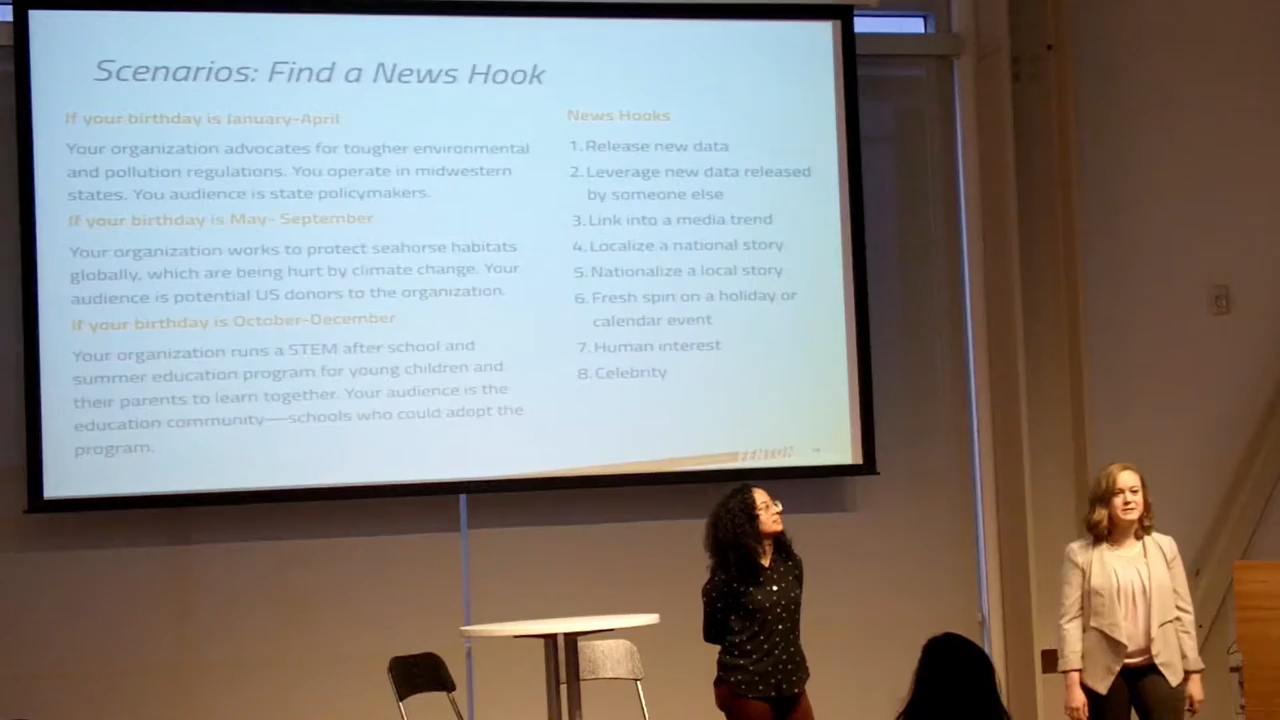 Scenarios: Find a News Hook
If your birthday is January-April
Your organization advocates for tougher environmental
and pollution regulations. You operate in midwestern
states. You audience is state policymakers.
If your birthday is May- September
Your organization works to protect seahorse habitats
globally, which are being hurt by climate change. Your
audience is potential US donors to the organization.
If your birthday is October-December
Your organization runs a STEM after school and
summer education program for young children and
their parents to learn together. Your audience is the
education community—schools who could adopt the
program.
News Hooks
1. Release new data
2. Leverage new data released
by someone else
3. Link into a media trend
4. Localize a national story
5. Nationalize a local story
6. Fresh spin on a holiday or
calendar event
7. Human interest
8. Celebrity
FENTON